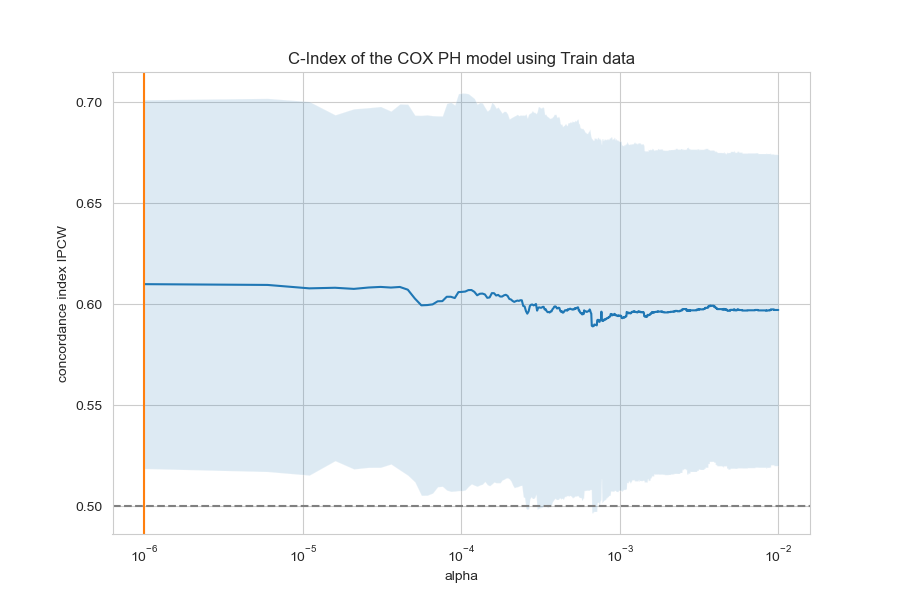 C-Index of the COX PH model using Train data
concordance index IPCW
0.70
0.65
0.60
0.55
0.50
10⁻⁶ 10⁻⁵ 10⁻⁴ 10⁻³ 10⁻²
alpha